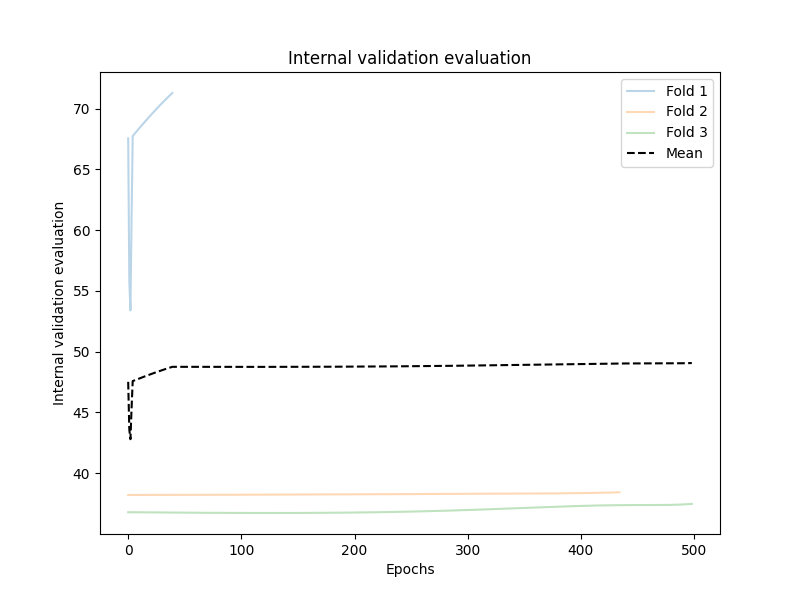 Internal validation evaluation
Fold 1
Fold 2
Fold 3
Mean
Internal validation evaluation
70
65
60
55
50
45
40
0 100 200 300 400 500
Epochs